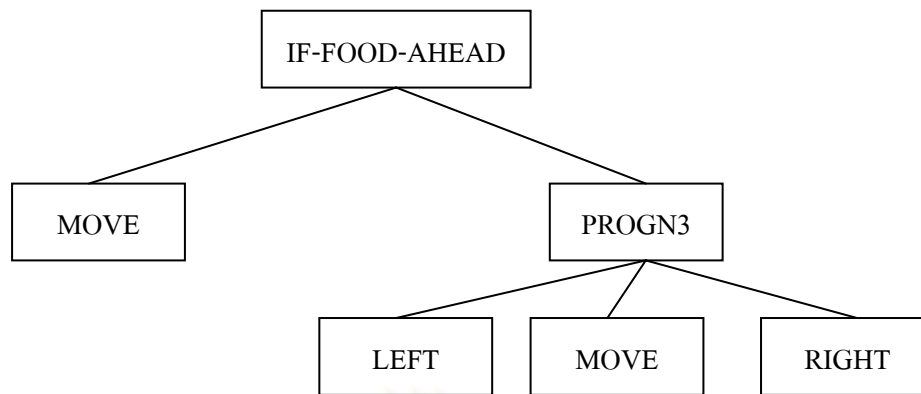 IF-FOOD-AHEAD
MOVE
PROGN3
LEFT
MOVE
RIGHT